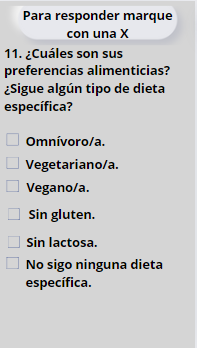 Para responder marque
con una X
11. ¿Cuáles son sus
preferencias alimenticias?
¿Sigue algún tipo de dieta
específica?
Omnívoro/a.
Vegetariano/a.
Vegano/a.
Sin gluten.
Sin lactosa.
No sigo ninguna dieta
específica.